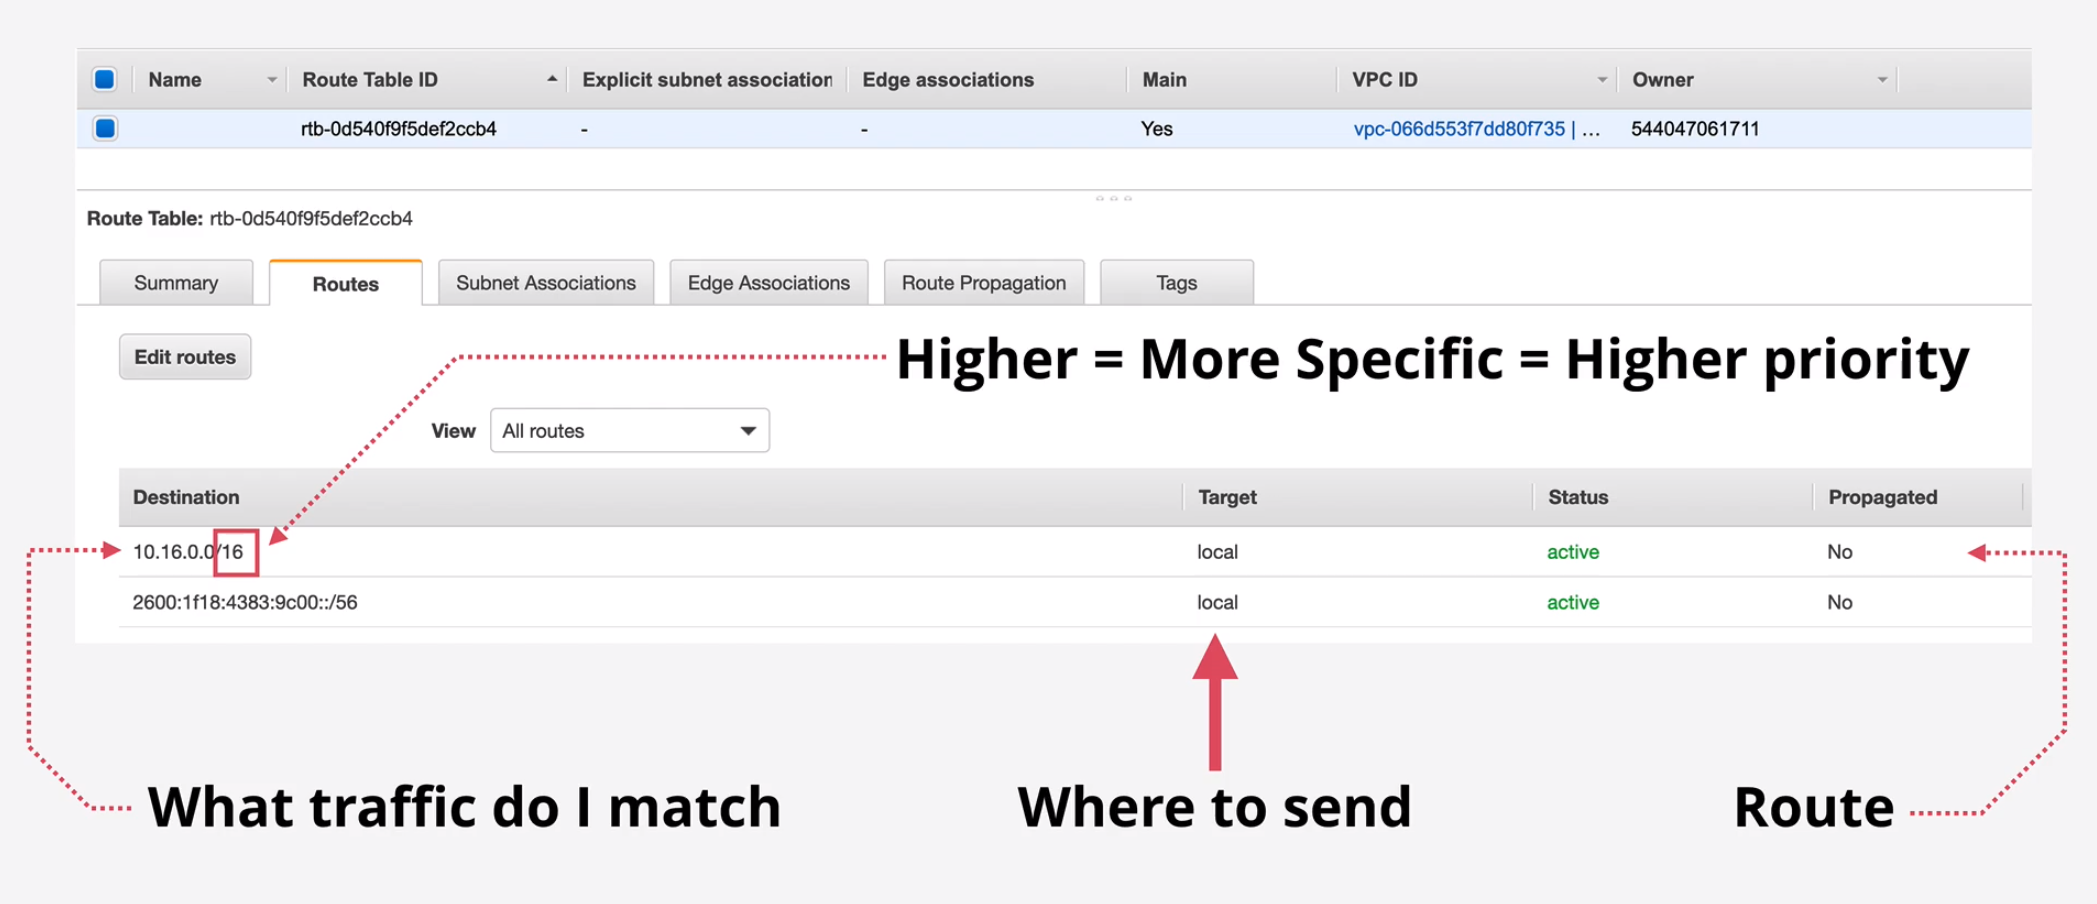 Name Route Table ID Explicit subnet association Edge associations Main VPC ID Owner
rtb-0d540f9f5def2ccb4 - - Yes vpc-066d553f7dd80f735 | ... 544047061711
Route Table: rtb-0d540f9f5def2ccb4
Summary Routes Subnet Associations Edge Associations Route Propagation Tags
Edit routes
Higher = More Specific = Higher priority
View All routes
Destination Target Status Propagated
10.16.0.0/16 local active No
2600:1f18:4383:9c00::/56 local active No
What traffic do I match Where to send Route